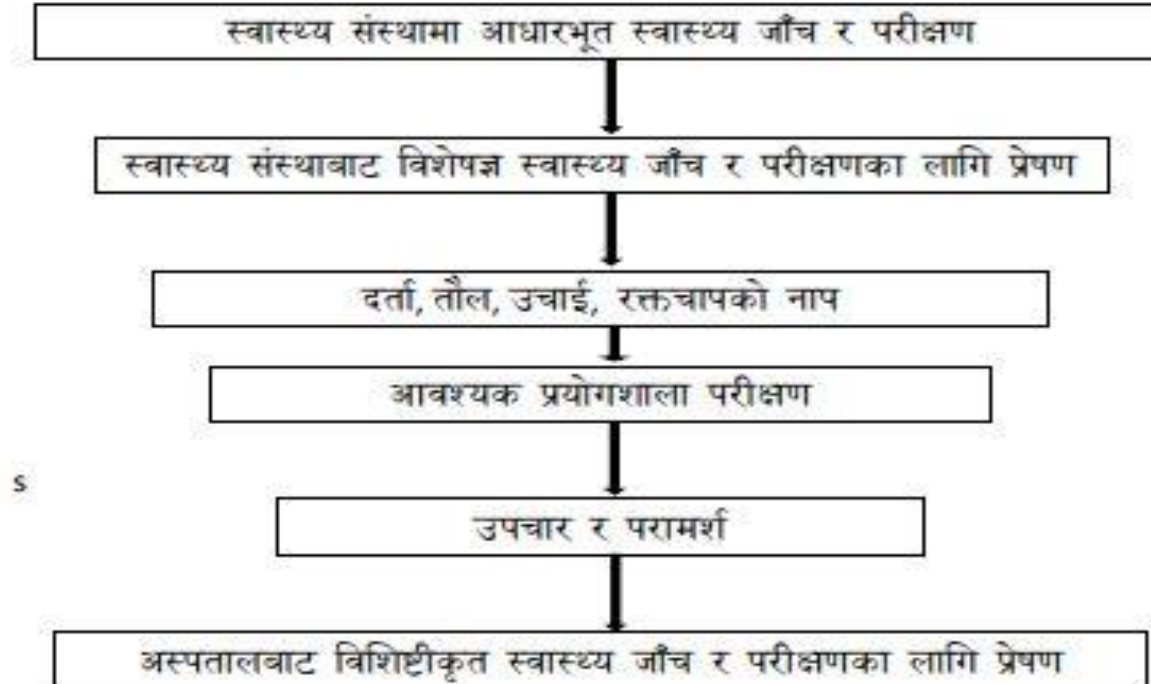 स्वास्थ्य संस्थामा आधारभूत स्वास्थ्य जाँच र परीक्षण
स्वास्थ्य संस्थाबाट विशेषज्ञ स्वास्थ्य जाँच र परीक्षणका लागि प्रेषण
दर्ता, तौल, उचाई, रक्तचापको नाप
आवश्यक प्रयोगशाला परीक्षण
s
उपचार र परामर्श
अस्पतालबाट विशिष्टीकृत स्वास्थ्य जाँच र परीक्षणका लागि प्रेषण